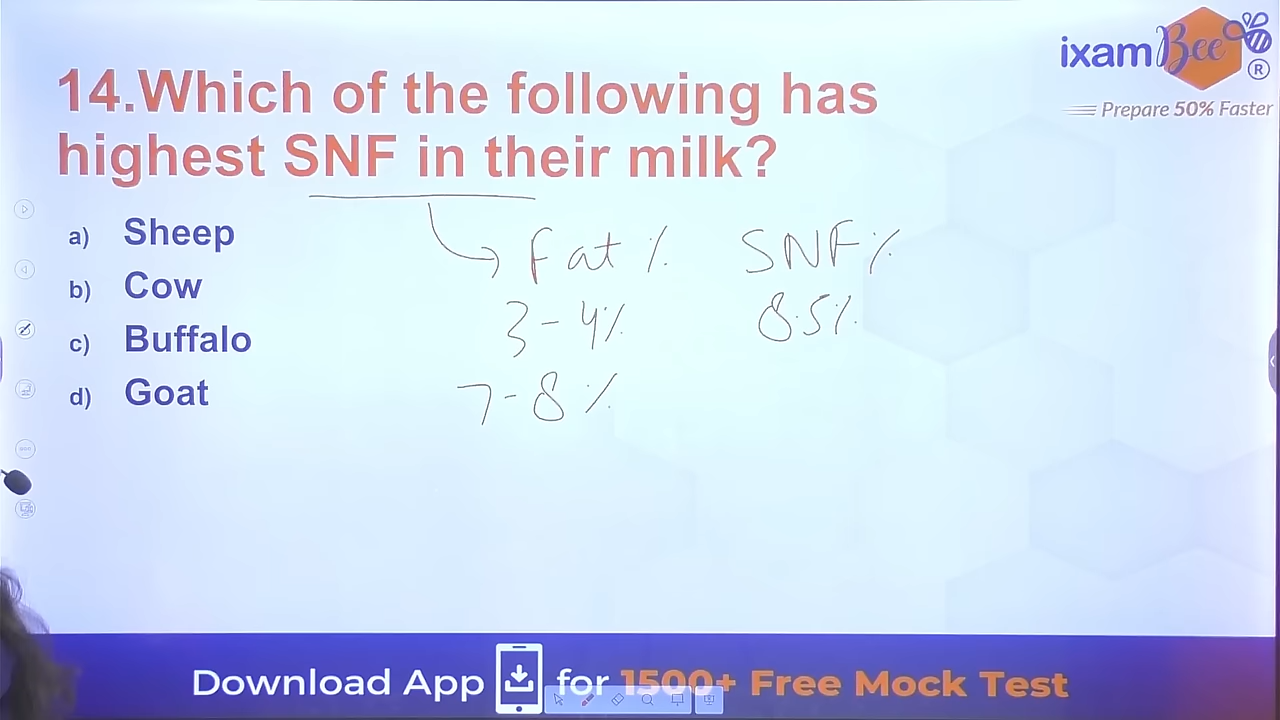 ixamBee
®
Prepare 50% Faster
14.Which of the following has
highest SNF in their milk?
a) Sheep
b) Cow
c) Buffalo
d) Goat
Fat % SNF %
3-4% 8.5%
7-8%
Download App for 1500+ Free Mock Test